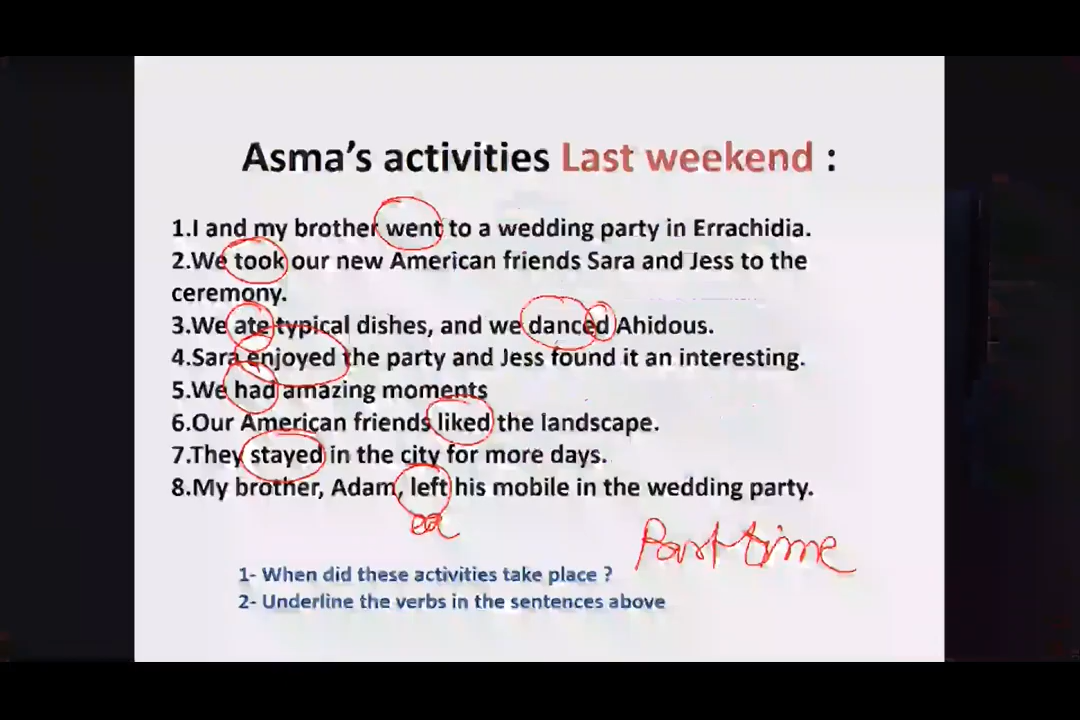 Asma's activities Last weekend :
1.I and my brother went to a wedding party in Errachidia.
2.We took our new American friends Sara and Jess to the
ceremony.
3.We ate typical dishes, and we danced Ahidous.
4.Sara enjoyed the party and Jess found it an interesting.
5.We had amazing moments
6.Our American friends liked the landscape.
7.They stayed in the city for more days.
8.My brother, Adam, left his mobile in the wedding party.
Past time
1- When did these activities take place ?
2- Underline the verbs in the sentences above